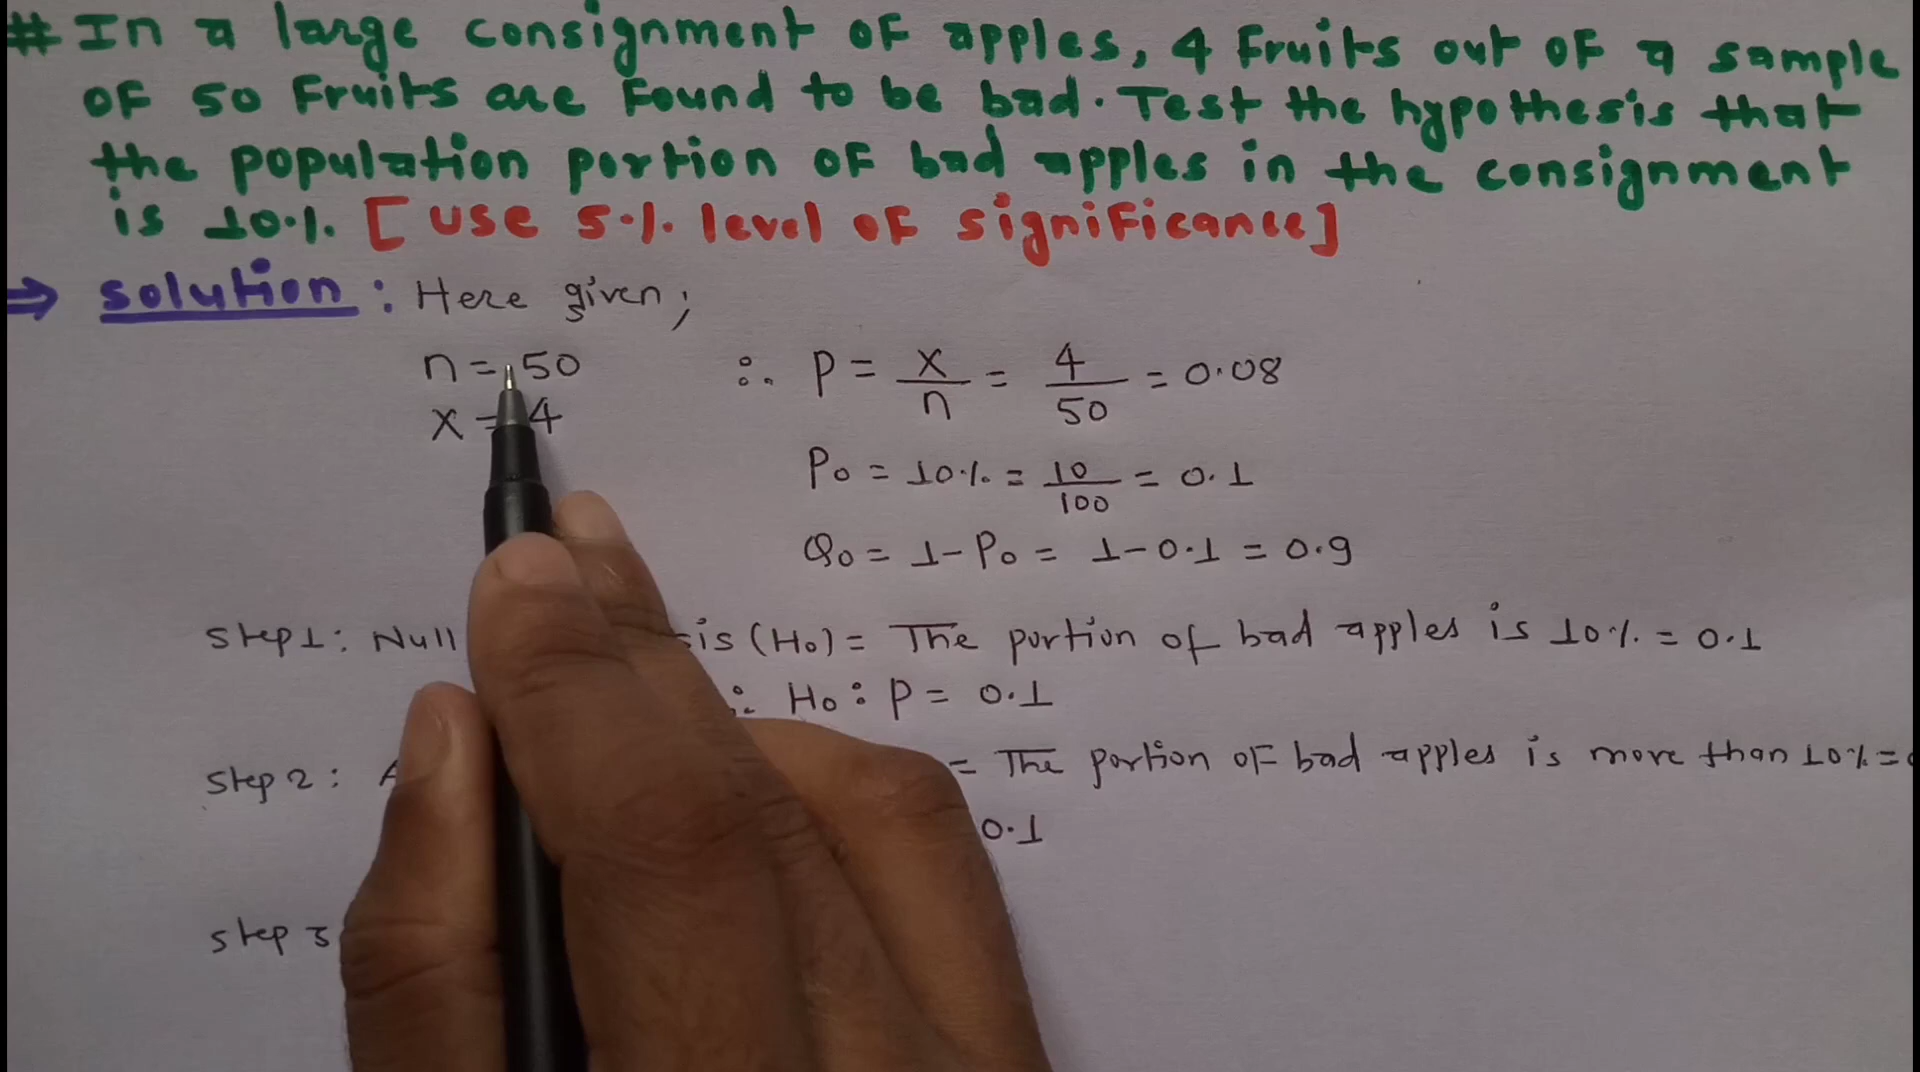 # In a large consignment of apples, 4 fruits out of a sample
of 50 fruits are found to be bad. Test the hypothesis that
the population portion of bad apples in the consignment
is 10%. [use 5% level of significance]
⇒ solution: Here given;
n = 50 ∴ p = x/n = 4/50 = 0.08
x = 4
P₀ = 10% = 10/100 = 0.1
Q₀ = 1 - P₀ = 1 - 0.1 = 0.9
step 1: Null sis (H₀) = The portion of bad apples is 10% = 0.1
∴ H₀: P = 0.1
step 2: A = The portion of bad apples is more than 10% =
0.1
step 3